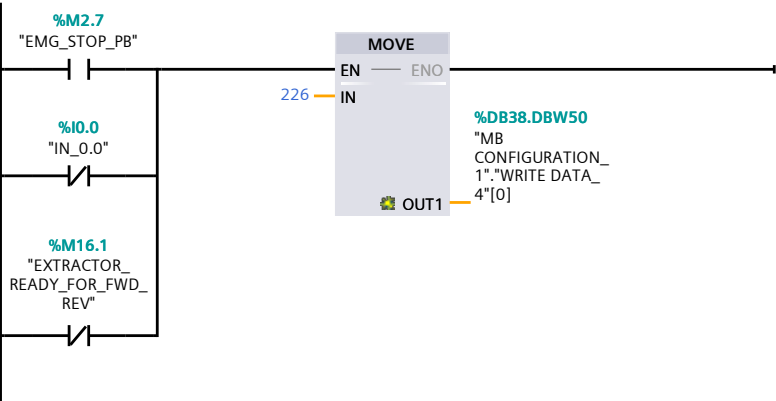 %M2.7
"EMG_STOP_PB"
%I0.0
"IN_0.0"
%M16.1
"EXTRACTOR_
READY_FOR_FWD_
REV"
MOVE
EN
ENO
226
IN
OUT1
%DB38.DBW50
"MB
CONFIGURATION_
1"."WRITE DATA_
4"[0]